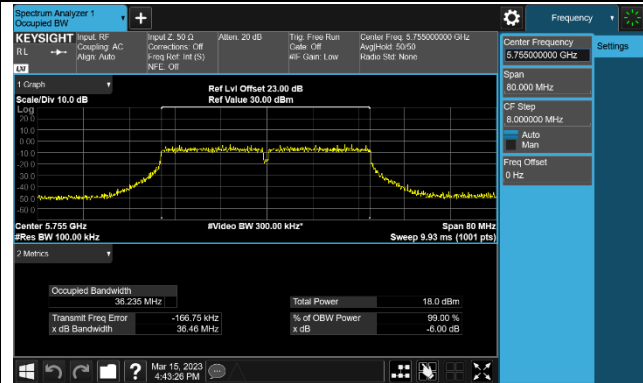 Spectrum Analyzer 1
Occupied BW
Frequency
KEYSIGHT
RL
LXI
Input: RF
Coupling: AC
Align: Auto
Input Z: 50 Ω
Corrections: Off
Freq Ref: Int (S)
NFE: Off
Atten: 20 dB
Trig: Free Run
Gate: Off
#IF Gain: Low
Center Freq: 5.755000000 GHz
Avg|Hold: 50/50
Radio Std: None
Center Frequency
5.755000000 GHz
Settings
Span
80.000 MHz
CF Step
8.000000 MHz
Auto
Man
Freq Offset
0 Hz
1 Graph
Scale/Div 10.0 dB
Ref Lvl Offset 23.00 dB
Ref Value 30.00 dBm
Log
20.0
10.0
0.00
-10.0
-20.0
-30.0
-40.0
-50.0
-60.0
Center 5.755 GHz
#Res BW 100.00 kHz
#Video BW 300.00 kHz*
Span 80 MHz
Sweep 9.93 ms (1001 pts)
2 Metrics
Occupied Bandwidth
36.235 MHz
Total Power 18.0 dBm
Transmit Freq Error -166.75 kHz
% of OBW Power 99.00 %
x dB Bandwidth 36.46 MHz
x dB -6.00 dB
Mar 15, 2023
4:43:26 PM